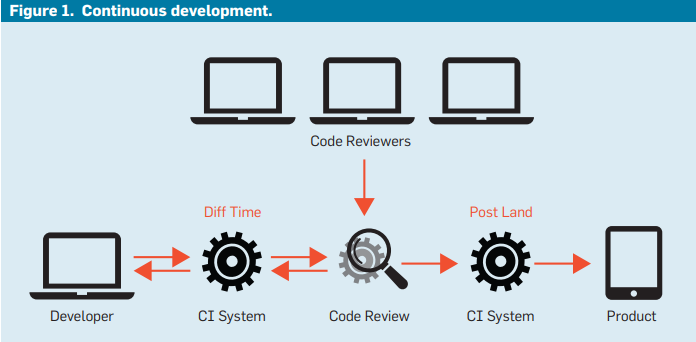 Figure 1. Continuous development.
Code Reviewers
Diff Time
Post Land
Developer
CI System
Code Review
CI System
Product